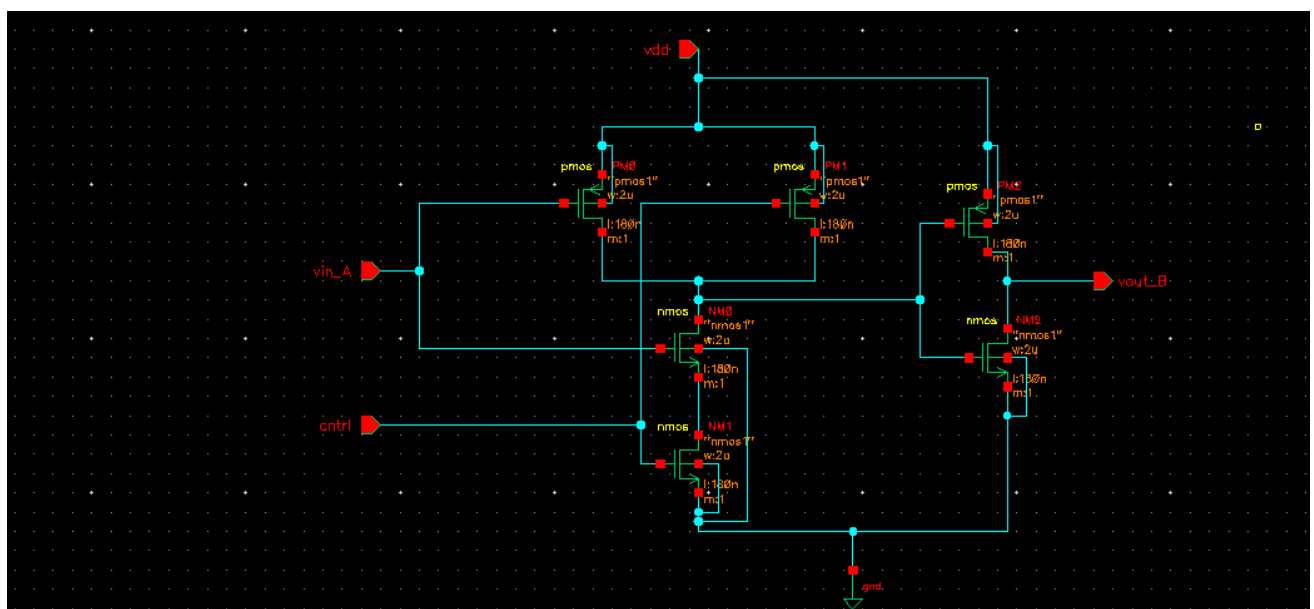 vdd
pmos PM0
"pmos1"
w:2u
l:180n
m:1
pmos PM1
"pmos1"
w:2u
l:180n
m:1
pmos PM2
"pmos1"
w:2u
l:180n
m:1
vin_A
vout_B
nmos NM0
"nmos1"
w:2u
l:180n
m:1
nmos NM2
"nmos1"
w:2u
l:180n
m:1
cntrl
nmos NM1
"nmos1"
w:2u
l:180n
m:1
gnd